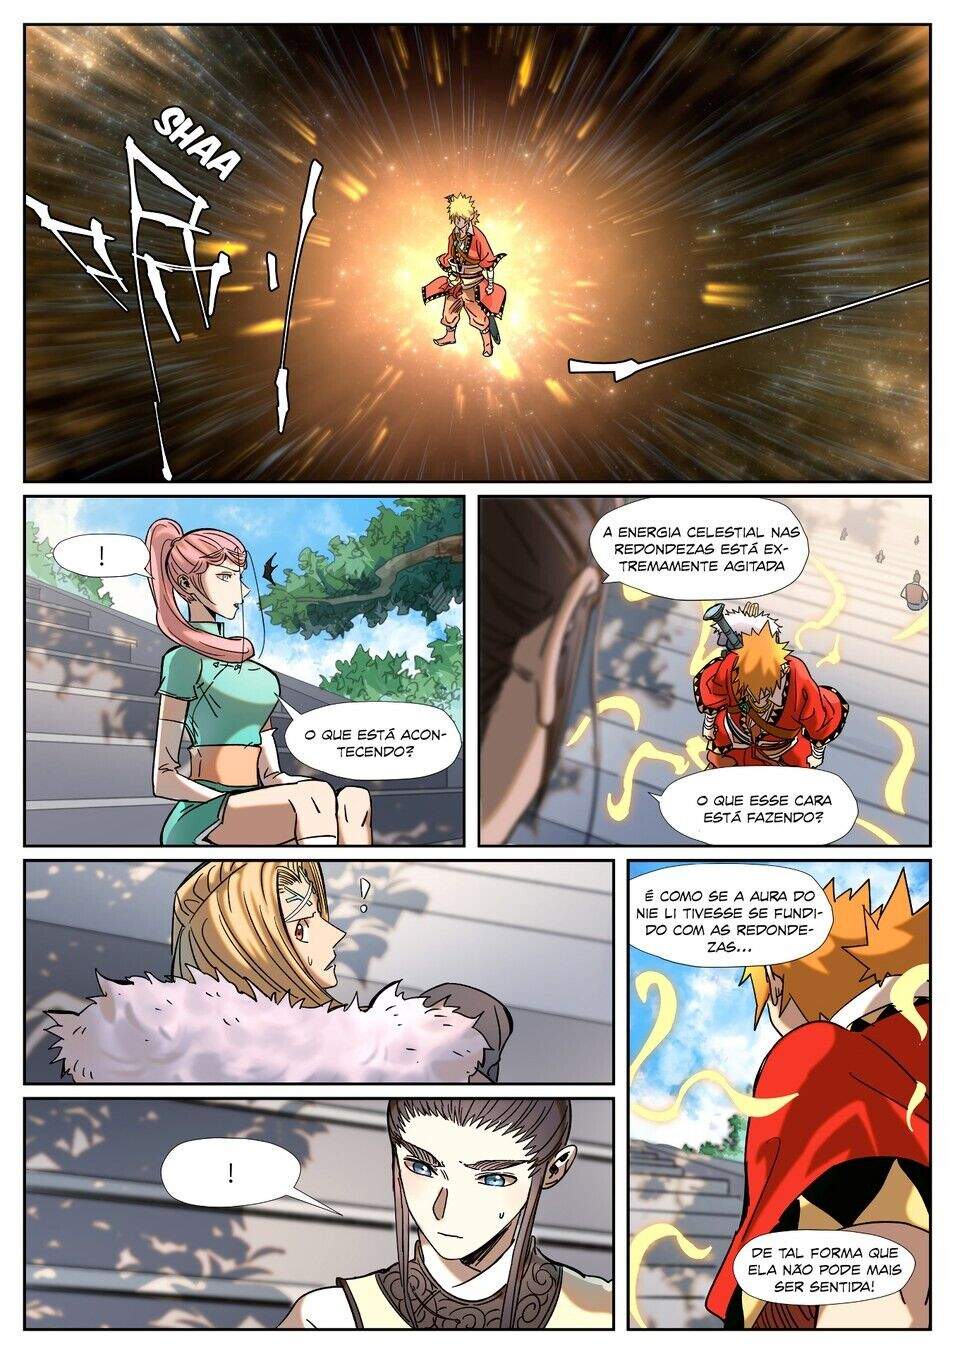 SHAA
!
O QUE ESTÁ ACON-
TECENDO?
A ENERGIA CELESTIAL NAS
REDONDEZAS ESTÁ EX-
TREMAMENTE AGITADA
O QUE ESSE CARA
ESTÁ FAZENDO?
!
É COMO SE A AURA DO
NIE LI TIVESSE SE FUNDI-
DO COM AS REDONDE-
ZAS...
!
DE TAL FORMA QUE
ELA NÃO PODE MAIS
SER SENTIDA!